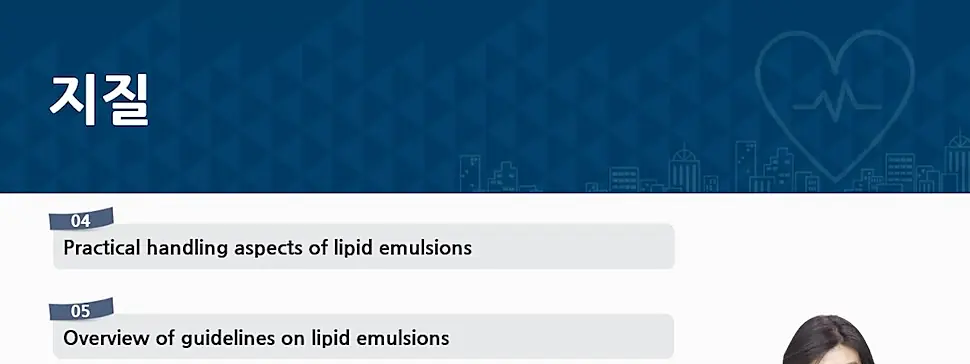 지질
04
Practical handling aspects of lipid emulsions
05
Overview of guidelines on lipid emulsions